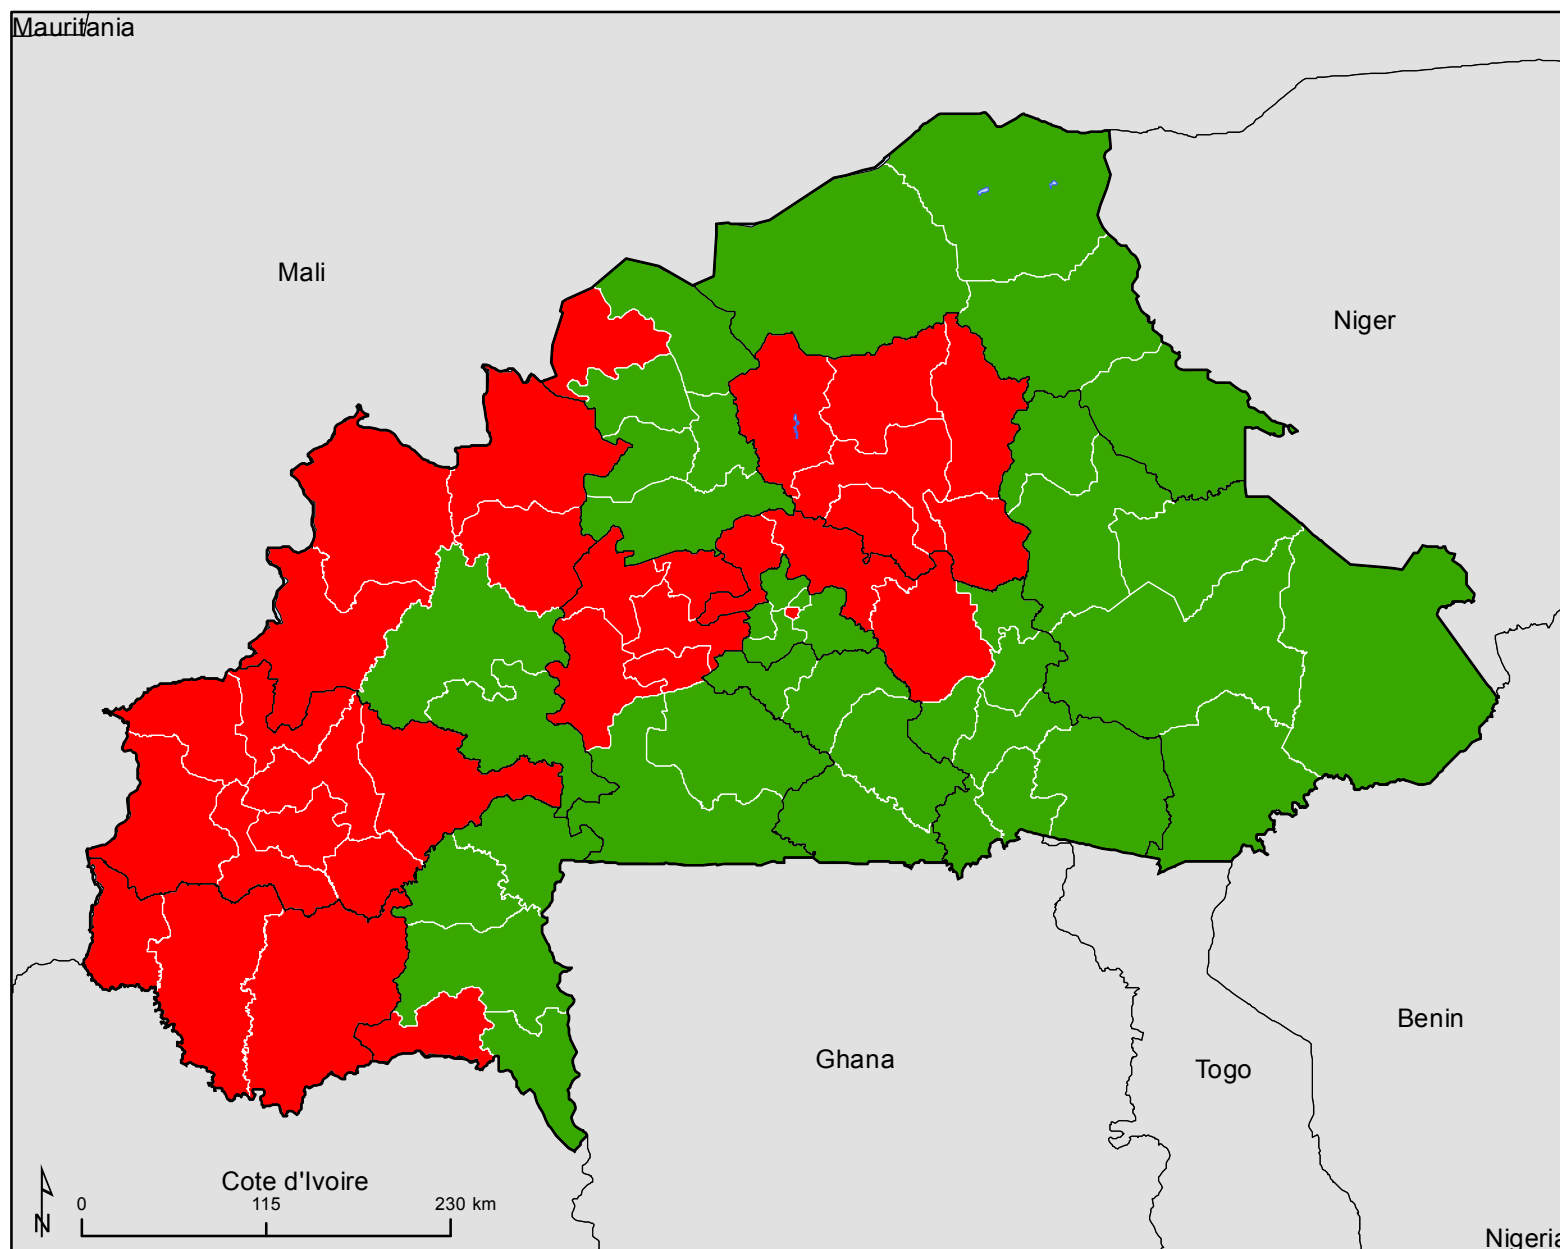 Mauritania
Mali
Niger
Benin
Ghana
Togo
Cote d'Ivoire
0 115 230 km
N
Nigeria